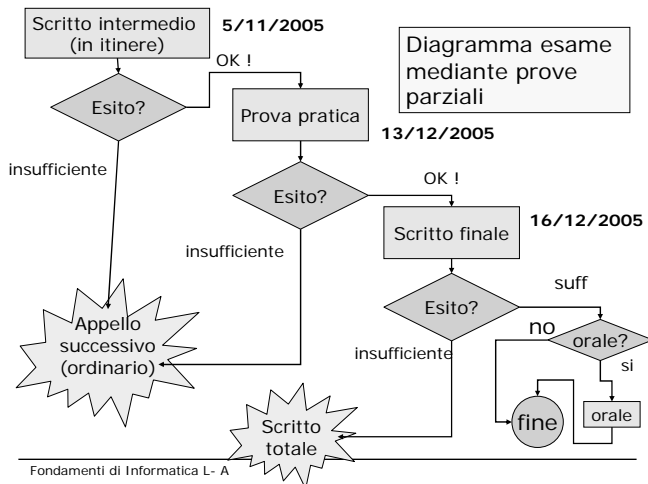 Scritto intermedio
(in itinere)
5/11/2005
Diagramma esame
mediante prove
parziali
OK !
Esito?
Prova pratica
13/12/2005
insufficiente
Esito?
OK !
16/12/2005
Scritto finale
insufficiente
suff
Esito?
Appello
successivo
(ordinario)
no
orale?
insufficiente
si
fine
orale
Scritto
totale
Fondamenti di Informatica L- A